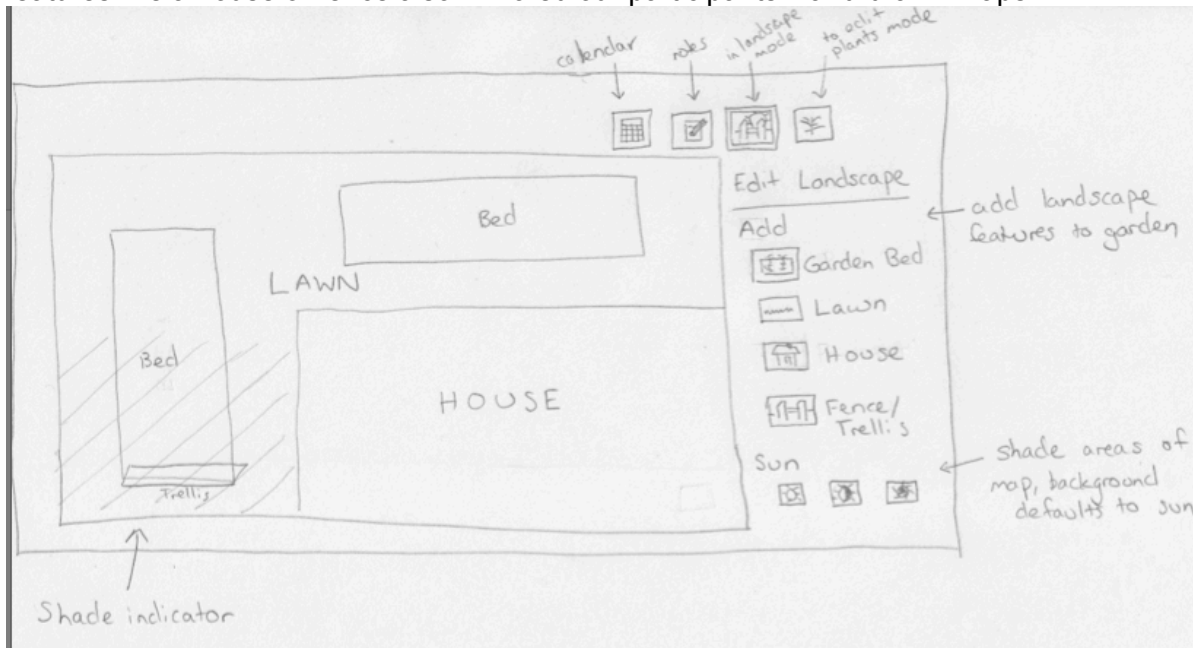 calendar
notes
in landscape
mode
to edit
plants mode
Edit Landscape
Add
Garden Bed
Lawn
House
Fence/
Trellis
Sun
add landscape
features to garden
shade areas of
map, background
defaults to sun
Bed
LAWN
Bed
HOUSE
Trellis
Shade indicator